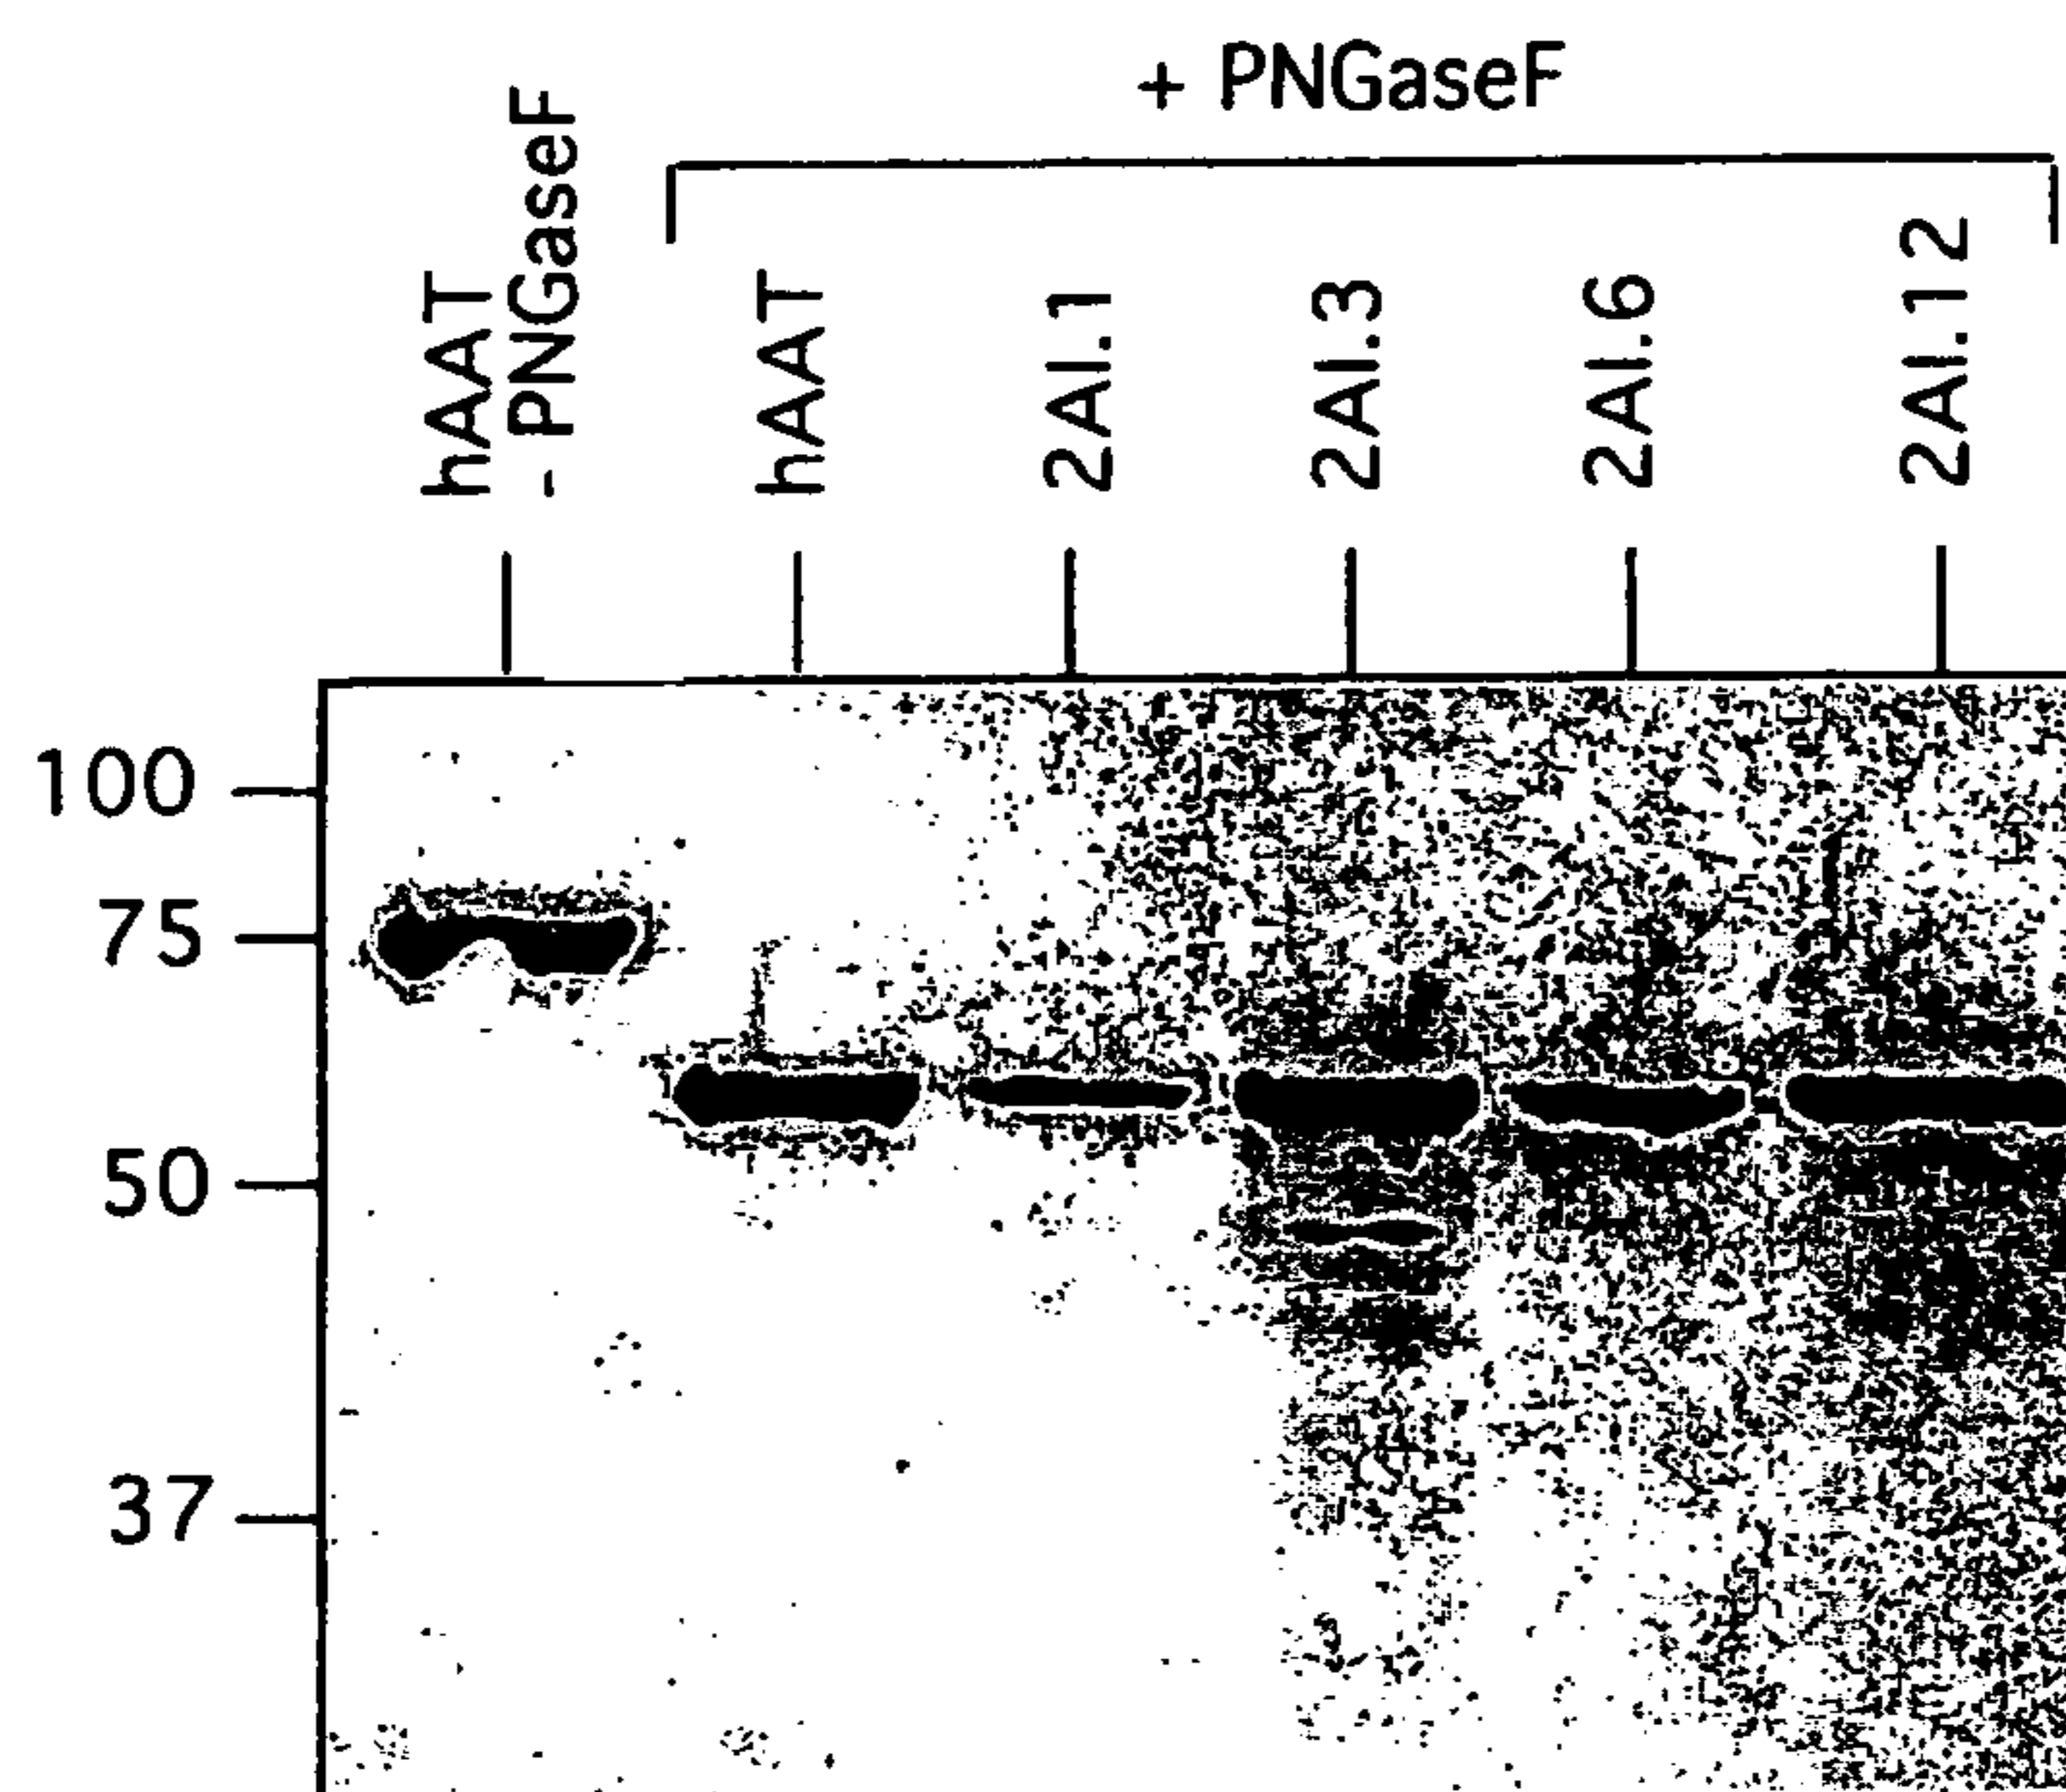 + PNGaseF
hAAT
- PNGaseF
hAAT
2AI.1
2AI.3
2AI.6
2AI.12
100
75
50
37